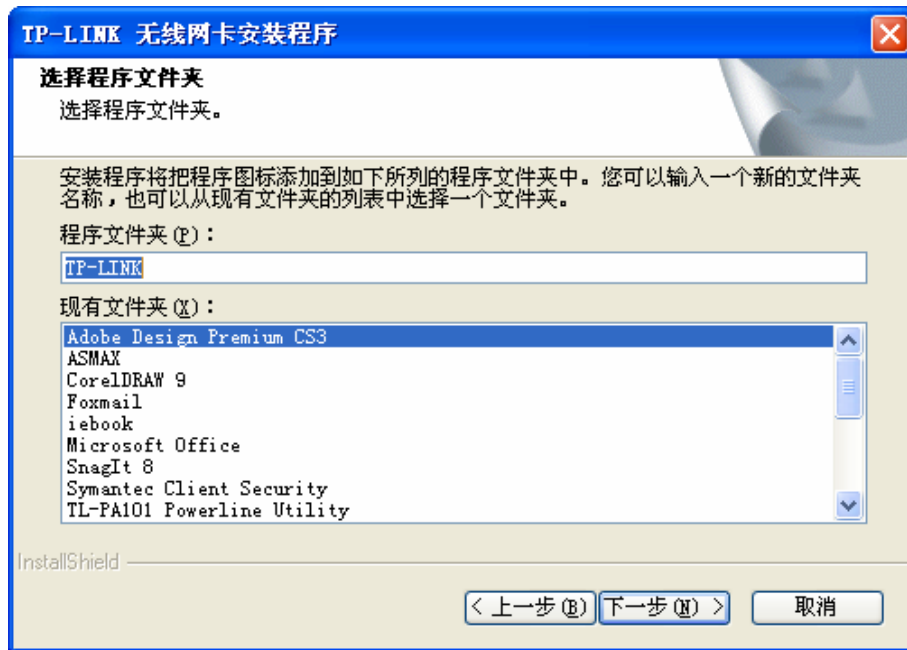 TP-LINK 无线网卡安装程序
选择程序文件夹
选择程序文件夹。
安装程序将把程序图标添加到如下所列的程序文件夹中。您可以输入一个新的文件夹
名称，也可以从现有文件夹的列表中选择一个文件夹。
程序文件夹(P)：
TP-LINK
现有文件夹(X)：
Adobe Design Premium CS3
ASMAX
CorelDRAW 9
Foxmail
iebook
Microsoft Office
SnagIt 8
Symantec Client Security
TL-PA101 Powerline Utility
InstallShield
< 上一步(B) 下一步(N) > 取消